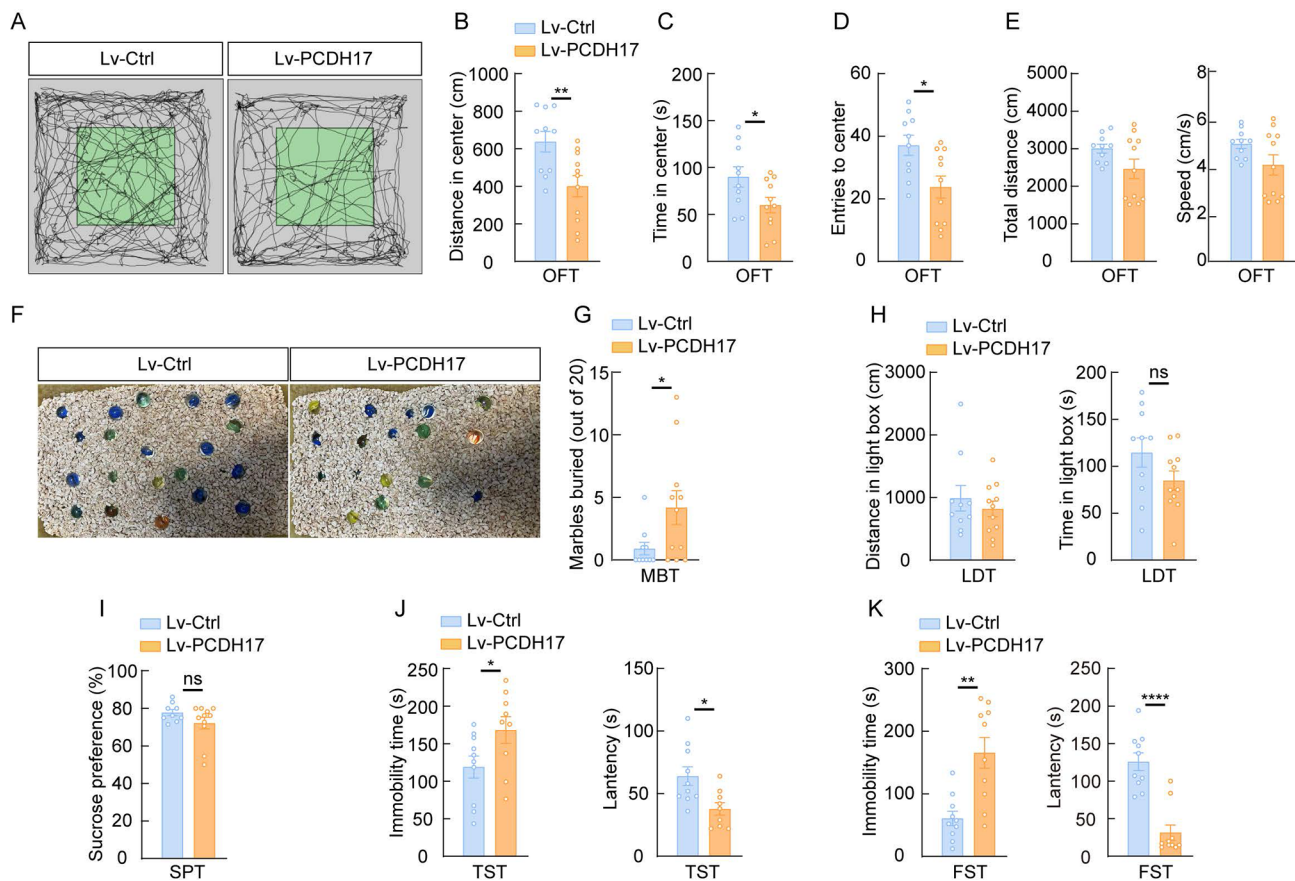 A
Lv-Ctrl
Lv-PCDH17
B
Lv-Ctrl
Lv-PCDH17
Distance in center (cm)
1000
800
600
400
200
0
**
OFT
C
Time in center (s)
200
150
100
50
0
*
OFT
D
Entries to center
60
40
20
0
*
OFT
E
Total distance (cm)
5000
4000
3000
2000
1000
0
OFT
Speed (cm/s)
8
6
4
2
0
OFT
F
Lv-Ctrl
Lv-PCDH17
G
Lv-Ctrl
Lv-PCDH17
Marbles buried (out of 20)
15
10
5
0
*
MBT
H
Lv-Ctrl
Lv-PCDH17
Distance in light box (cm)
3000
2000
1000
0
LDT
Time in light box (s)
200
150
100
50
0
ns
LDT
I
Lv-Ctrl
Lv-PCDH17
Sucrose preference (%)
100
80
60
40
20
0
ns
SPT
J
Lv-Ctrl
Lv-PCDH17
Immobility time (s)
250
200
150
100
50
0
*
TST
Lantency (s)
150
100
50
0
*
TST
K
Lv-Ctrl
Lv-PCDH17
Immobility time (s)
300
200
100
0
**
FST
Lantency (s)
250
200
150
100
50
0
****
FST